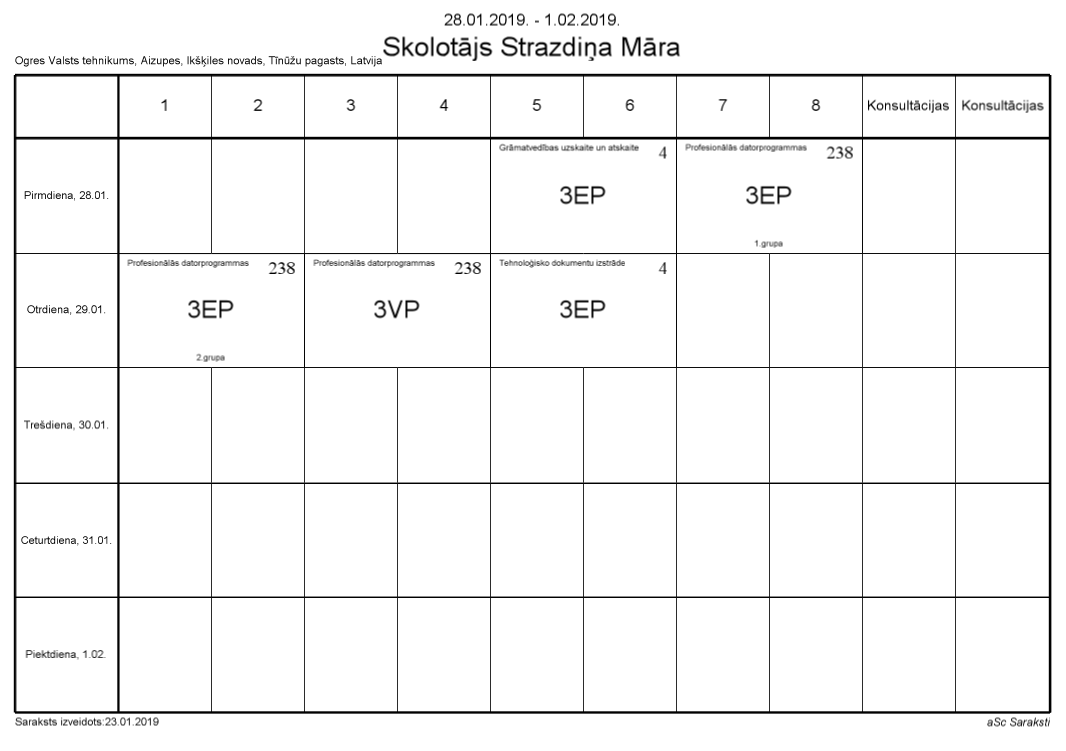 28.01.2019. - 1.02.2019.
Skolotājs Strazdiņa Māra
Ogres Valsts tehnikums, Aizupes, Ikšķiles novads, Tīnūžu pagasts, Latvija
1 2 3 4 5 6 7 8 Konsultācijas Konsultācijas
Pirmdiena, 28.01.
Grāmatvedības uzskaite un atskaite 4
3EP
Profesionālās datorprogrammas 238
3EP
1.grupa
Otrdiena, 29.01.
Profesionālās datorprogrammas 238
3EP
2.grupa
Profesionālās datorprogrammas 238
3VP
Tehnoloģisko dokumentu izstrāde 4
3EP
Trešdiena, 30.01.
Ceturtdiena, 31.01.
Piektdiena, 1.02.
Saraksts izveidots:23.01.2019
aSc Saraksti